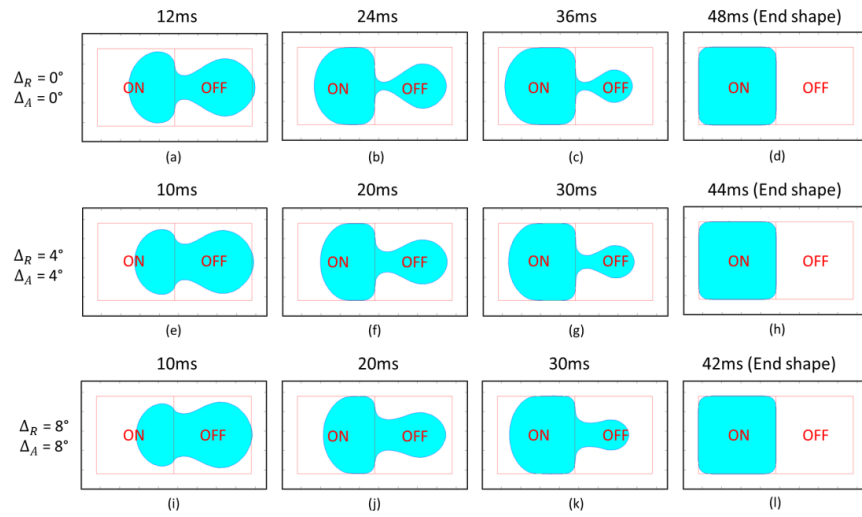 12ms 24ms 36ms 48ms (End shape)
Δ_R = 0°
Δ_A = 0°
ON OFF ON OFF ON OFF ON OFF
(a) (b) (c) (d)
10ms 20ms 30ms 44ms (End shape)
Δ_R = 4°
Δ_A = 4°
ON OFF ON OFF ON OFF ON OFF
(e) (f) (g) (h)
10ms 20ms 30ms 42ms (End shape)
Δ_R = 8°
Δ_A = 8°
ON OFF ON OFF ON OFF ON OFF
(i) (j) (k) (l)